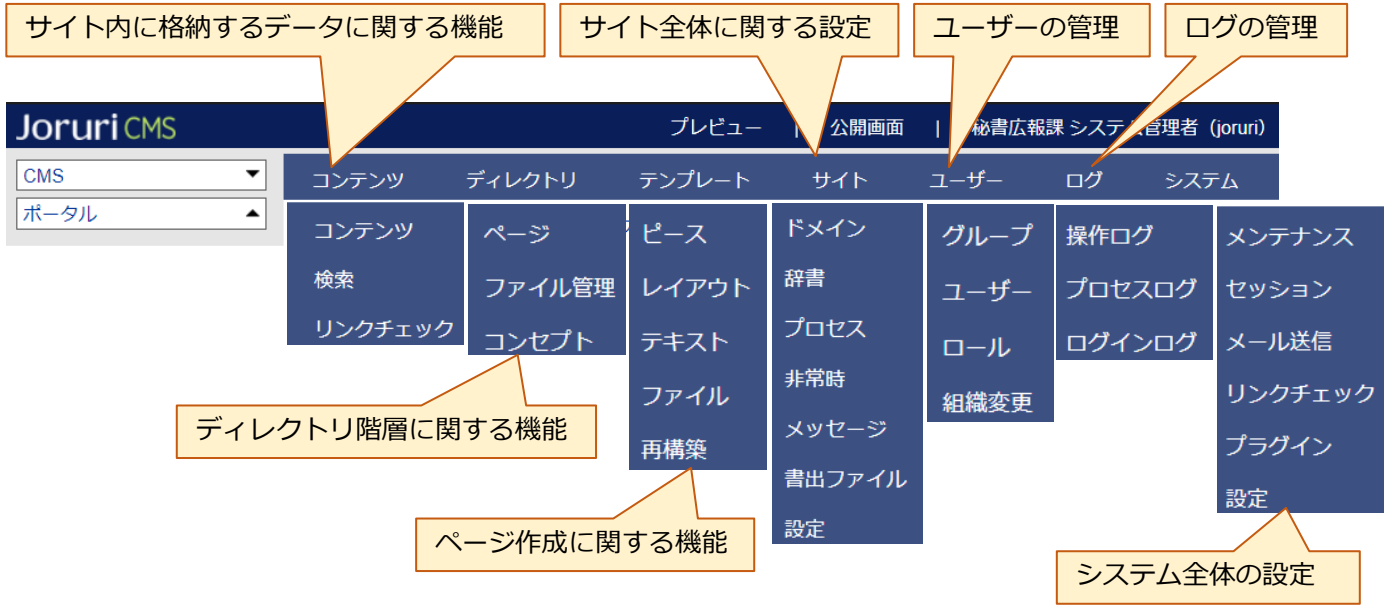 サイト内に格納するデータに関する機能
サイト全体に関する設定
ユーザーの管理
ログの管理
Joruri CMS
プレビュー | 公開画面 | 秘書広報課 システム管理者 (joruri)
CMS
ポータル
コンテンツ ディレクトリ テンプレート サイト ユーザー ログ システム
コンテンツ
検索
リンクチェック
ページ
ファイル管理
コンセプト
ピース
レイアウト
テキスト
ファイル
再構築
ドメイン
辞書
プロセス
非常時
メッセージ
書出ファイル
設定
グループ
ユーザー
ロール
組織変更
操作ログ
プロセスログ
ログインログ
メンテナンス
セッション
メール送信
リンクチェック
プラグイン
設定
ディレクトリ階層に関する機能
ページ作成に関する機能
システム全体の設定